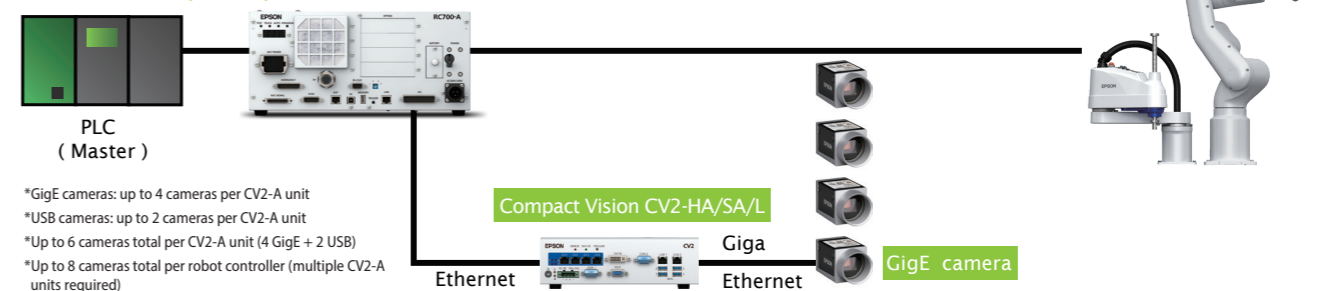 EPSON
RC700-A
PLC
( Master )
*GigE cameras: up to 4 cameras per CV2-A unit
*USB cameras: up to 2 cameras per CV2-A unit
*Up to 6 cameras total per CV2-A unit (4 GigE + 2 USB)
*Up to 8 cameras total per robot controller (multiple CV2-A
units required)
Compact Vision CV2-HA/SA/L
EPSON
CV2
Ethernet
Giga
Ethernet
GigE camera
EPSON